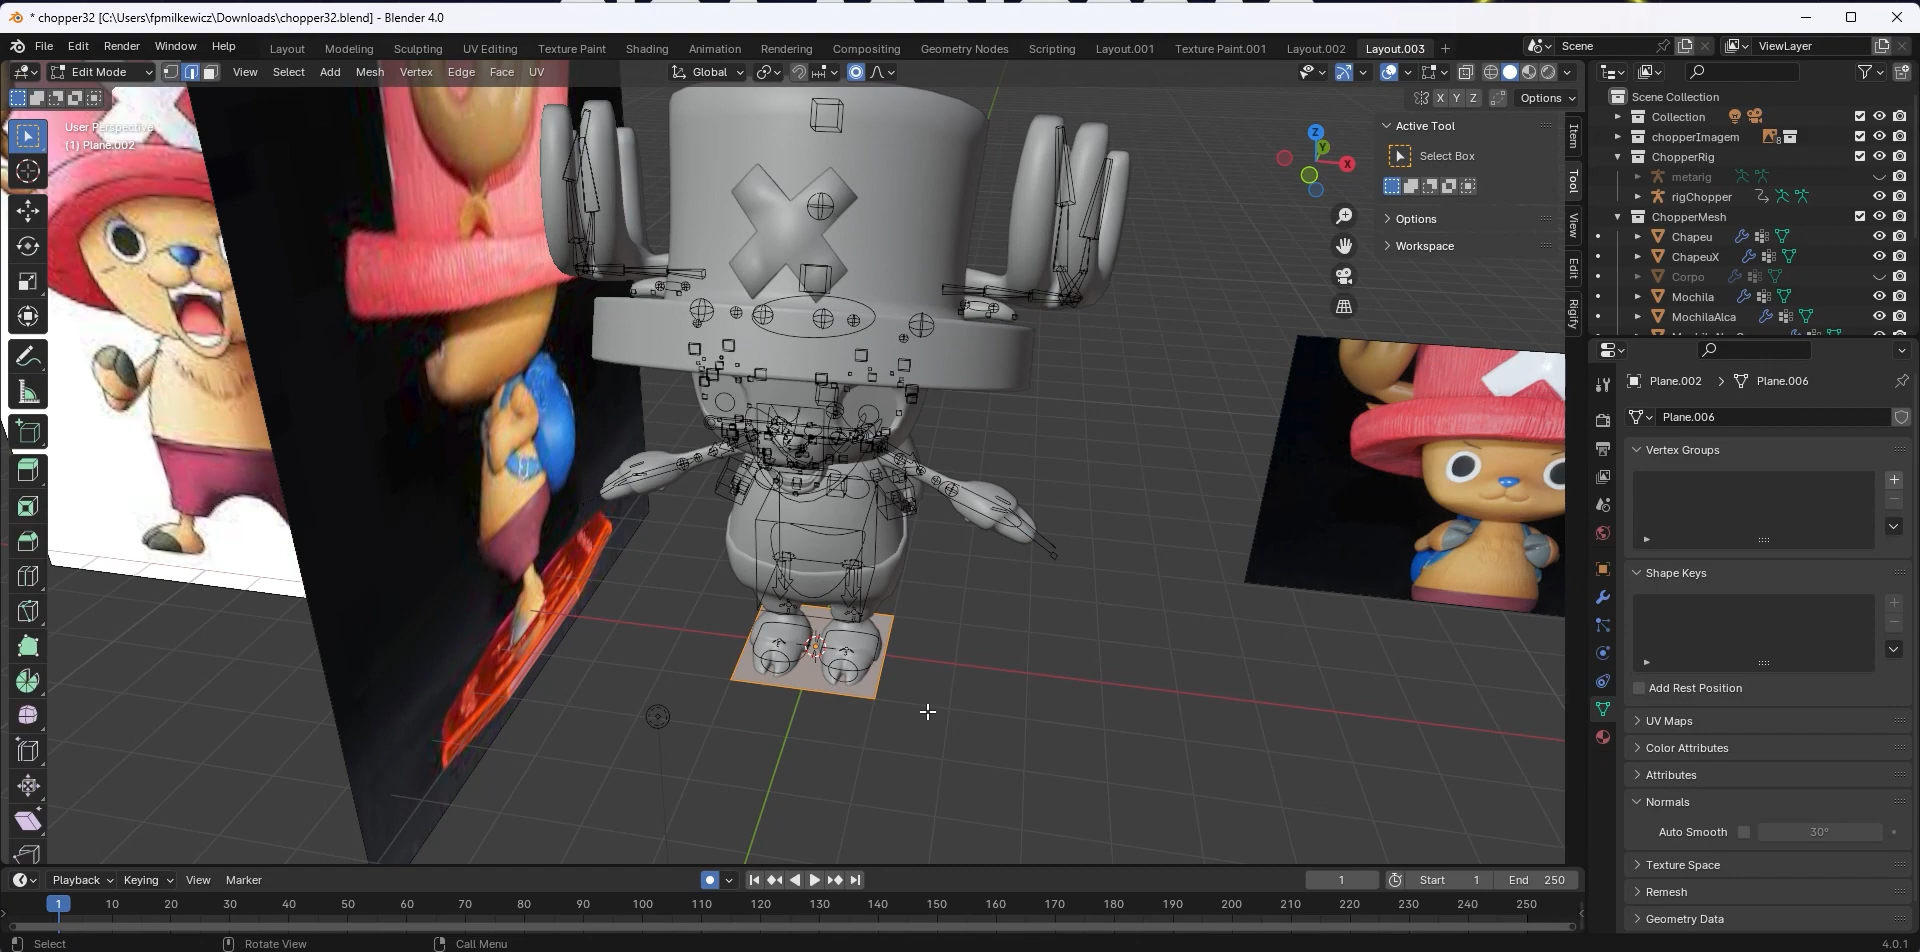 * chopper32 [C:\Users\fpmilkewicz\Downloads\chopper32.blend] - Blender 4.0
File Edit Render Window Help Layout Modeling Sculpting UV Editing Texture Paint Shading Animation Rendering Compositing Geometry Nodes Scripting Layout.001 Texture Paint.001 Layout.002 Layout.003 + Scene ViewLayer
Edit Mode View Select Add Mesh Vertex Edge Face UV Global
X Y Z Options
User Perspective
(1) Plane.002
Z
Y
X
Active Tool
Select Box
Options
Workspace
Item
Tool
View
Edit
Rigify
Scene Collection
Collection
chopperImagem
ChopperRig
metarig
rigChopper
ChopperMesh
Chapeu
ChapeuX
Corpo
Mochila
MochilaAlca
Plane.002 > Plane.006
Plane.006
Vertex Groups
Shape Keys
Add Rest Position
UV Maps
Color Attributes
Attributes
Normals
Auto Smooth 30°
Texture Space
Remesh
Geometry Data
Playback Keying View Marker 1 Start 1 End 250
1 10 20 30 40 50 60 70 80 90 100 110 120 130 140 150 160 170 180 190 200 210 220 230 240 250
Select Rotate View Call Menu 4.0.1